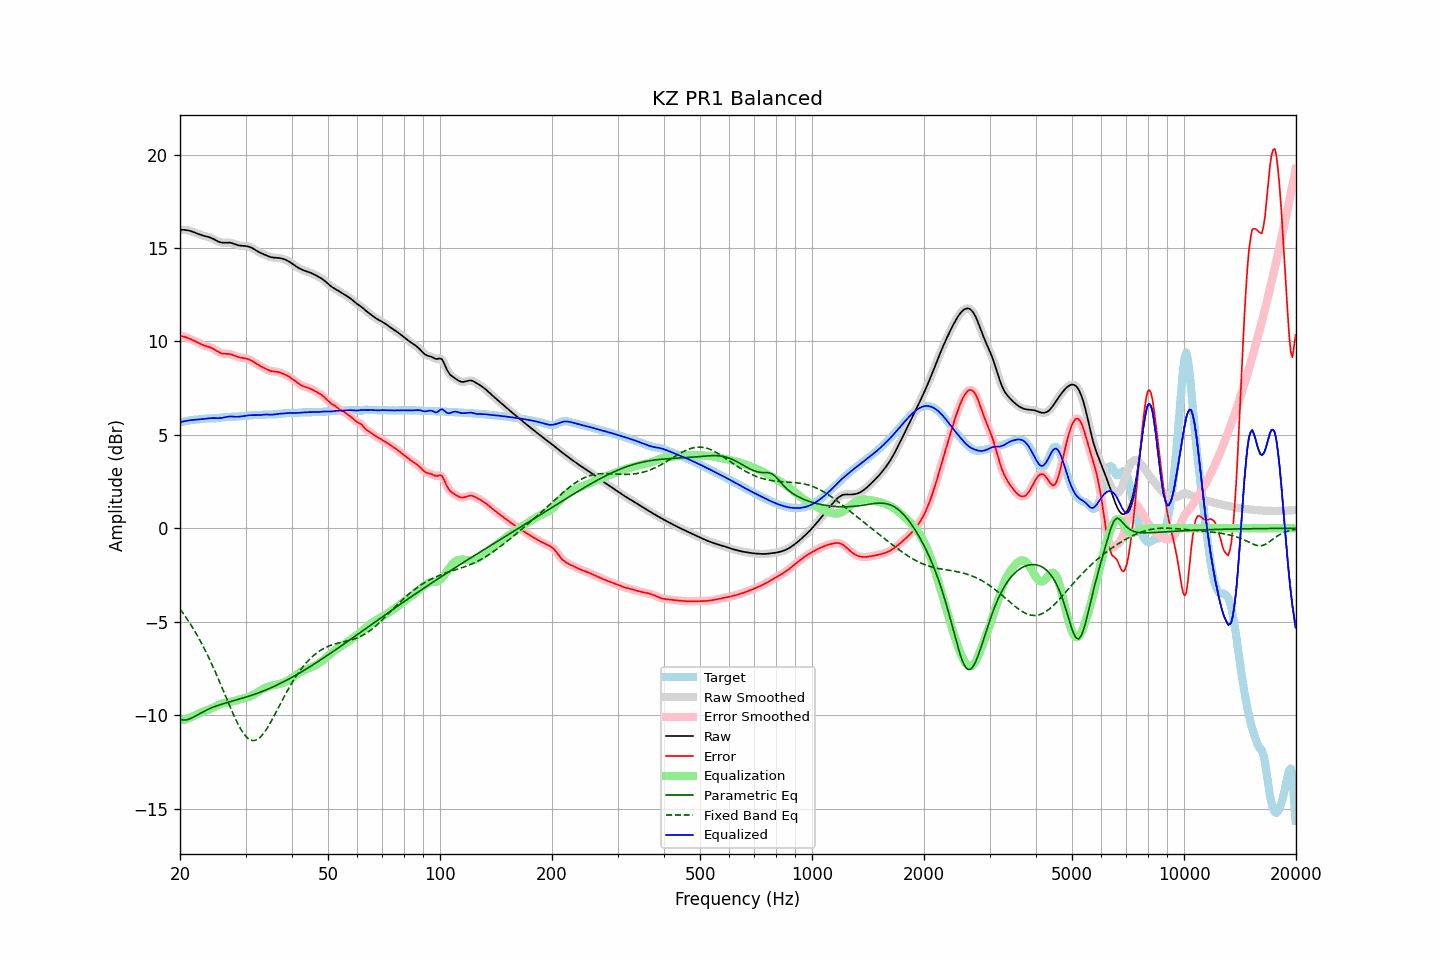 KZ PR1 Balanced
Amplitude (dBr)
20
15
10
5
0
−5
−10
−15
Target
Raw Smoothed
Error Smoothed
Raw
Error
Equalization
Parametric Eq
Fixed Band Eq
Equalized
20 50 100 200 500 1000 2000 5000 10000 20000
Frequency (Hz)